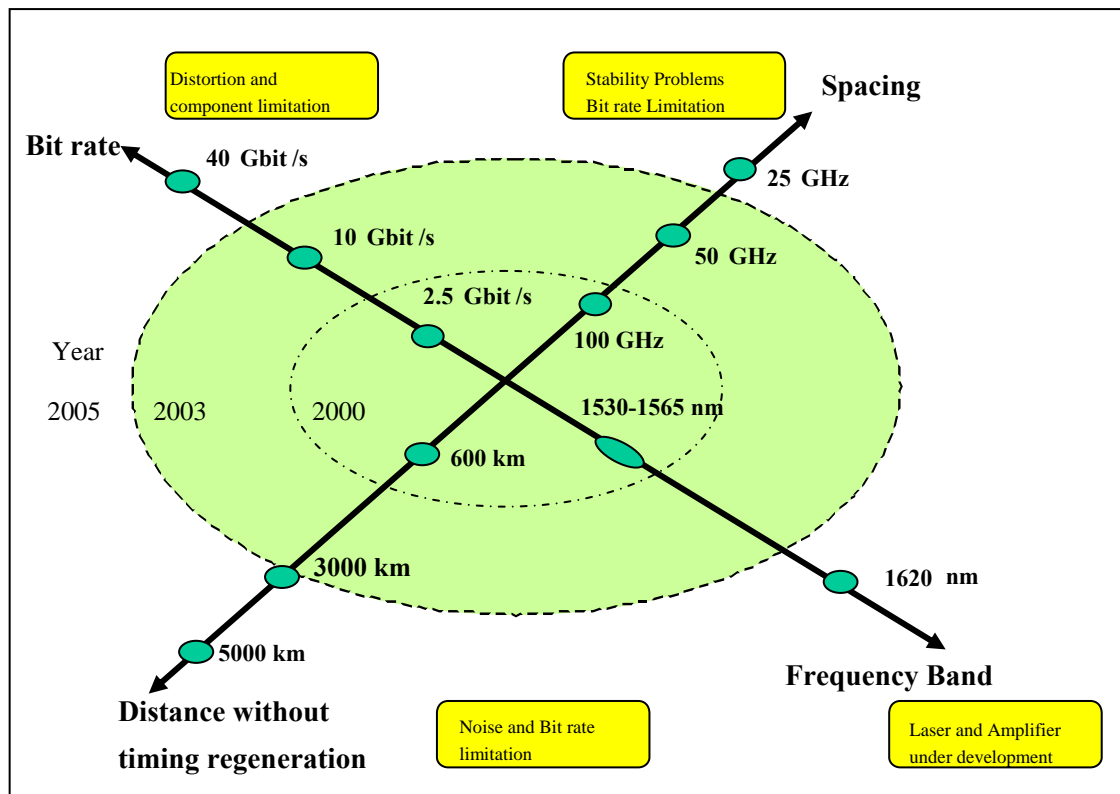 Distortion and
component limitation
Stability Problems
Bit rate Limitation
Spacing
Bit rate
40 Gbit /s
25 GHz
10 Gbit /s
50 GHz
2.5 Gbit /s
100 GHz
Year
2005
2003
2000
1530-1565 nm
600 km
3000 km
1620 nm
5000 km
Frequency Band
Distance without
timing regeneration
Noise and Bit rate
limitation
Laser and Amplifier
under development